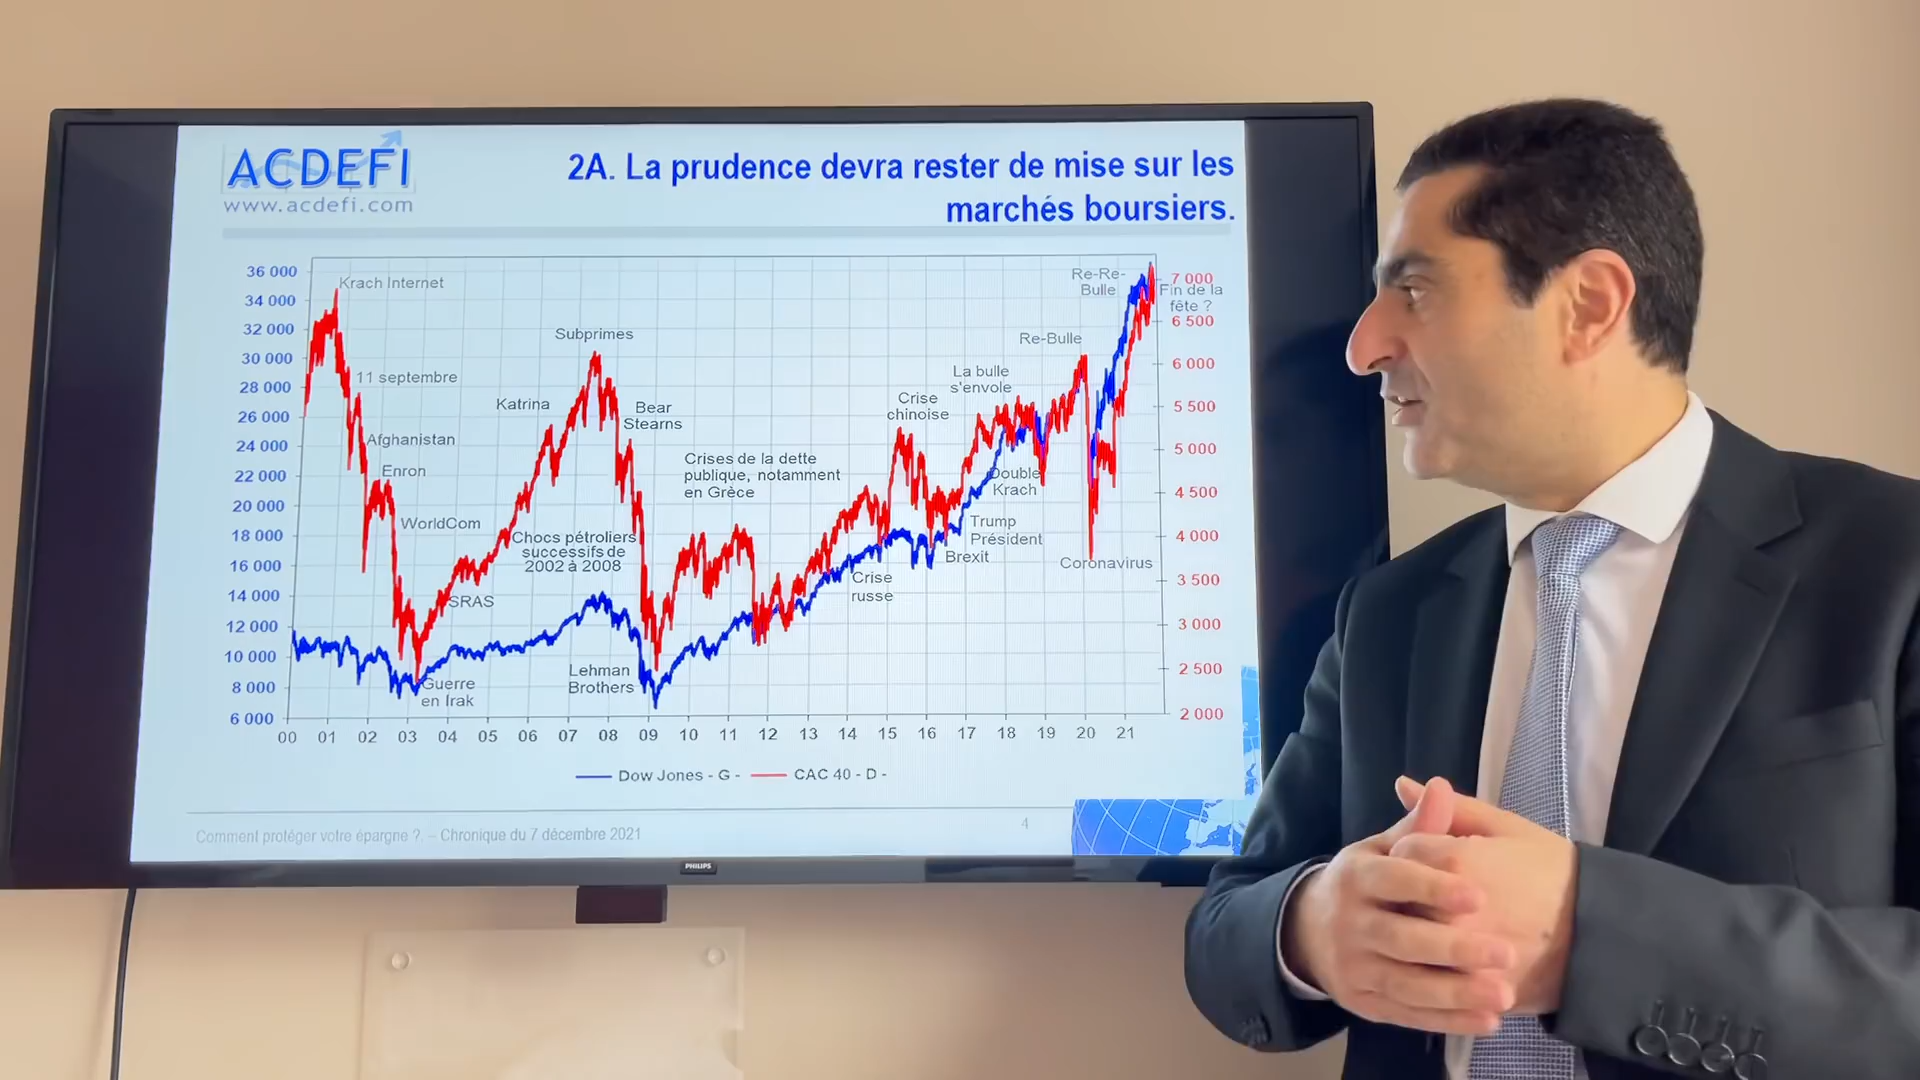 ACDEFI
www.acdefi.com
2A. La prudence devra rester de mise sur les
marchés boursiers.
36 000
34 000
32 000
30 000
28 000
26 000
24 000
22 000
20 000
18 000
16 000
14 000
12 000
10 000
8 000
6 000
Krach Internet
11 septembre
Afghanistan
Enron
WorldCom
SRAS
Guerre
en Irak
Katrina
Subprimes
Bear
Stearns
Chocs pétroliers
successifs de
2002 à 2008
Lehman
Brothers
Crises de la dette
publique, notamment
en Grèce
Crise
russe
Crise
chinoise
La bulle
s'envole
Double
Krach
Trump
Président
Brexit
Re-Bulle
Coronavirus
Re-Re-
Bulle
Fin de la
fête ?
7 000
6 500
6 000
5 500
5 000
4 500
4 000
3 500
3 000
2 500
2 000
00 01 02 03 04 05 06 07 08 09 10 11 12 13 14 15 16 17 18 19 20 21
Dow Jones - G - CAC 40 - D -
Comment protéger votre épargne ?. – Chronique du 7 décembre 2021
4
PHILIPS